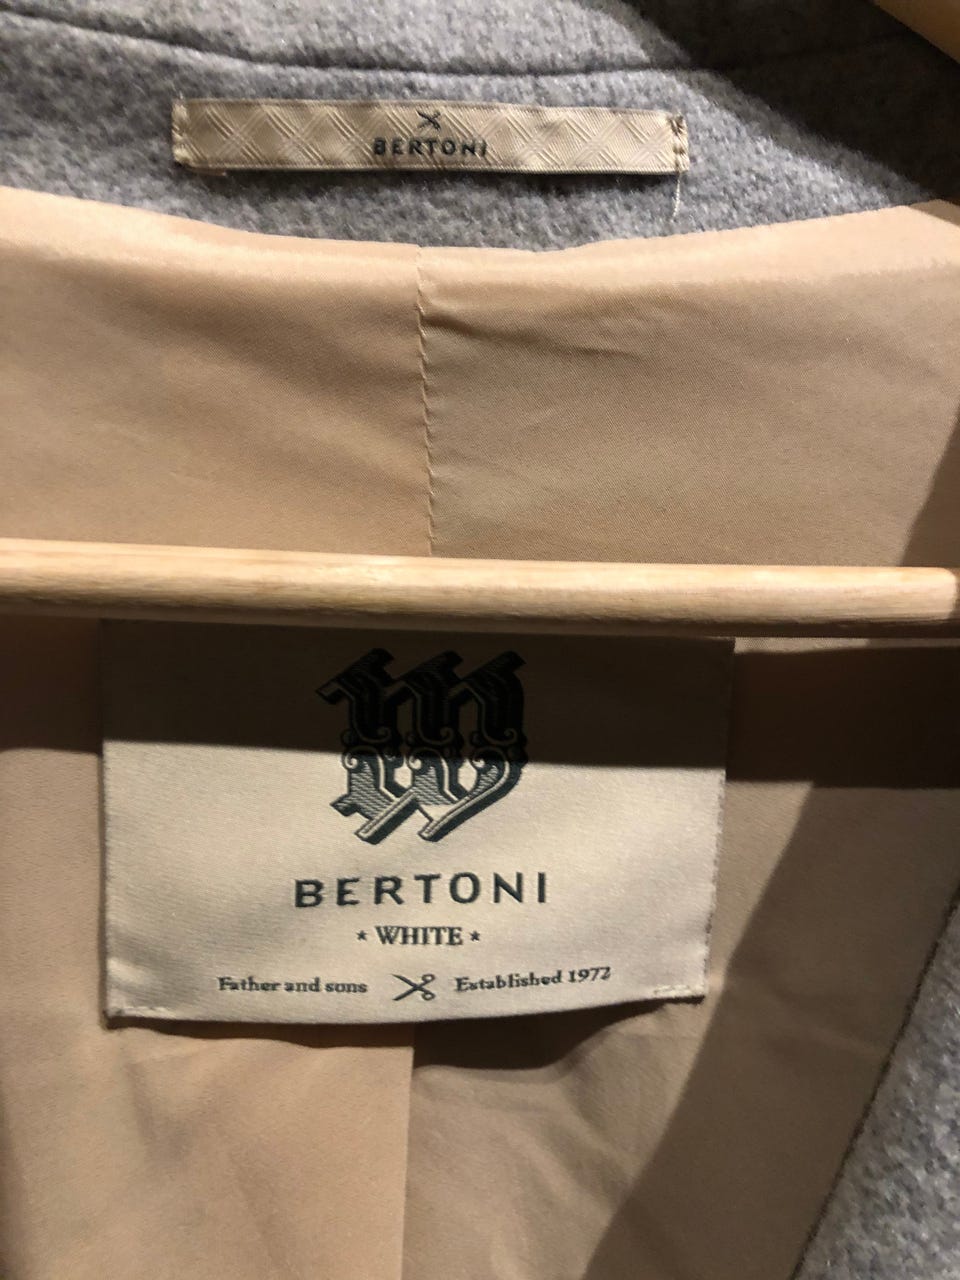 BERTONI
W
BERTONI
* WHITE *
Father and sons Established 1972